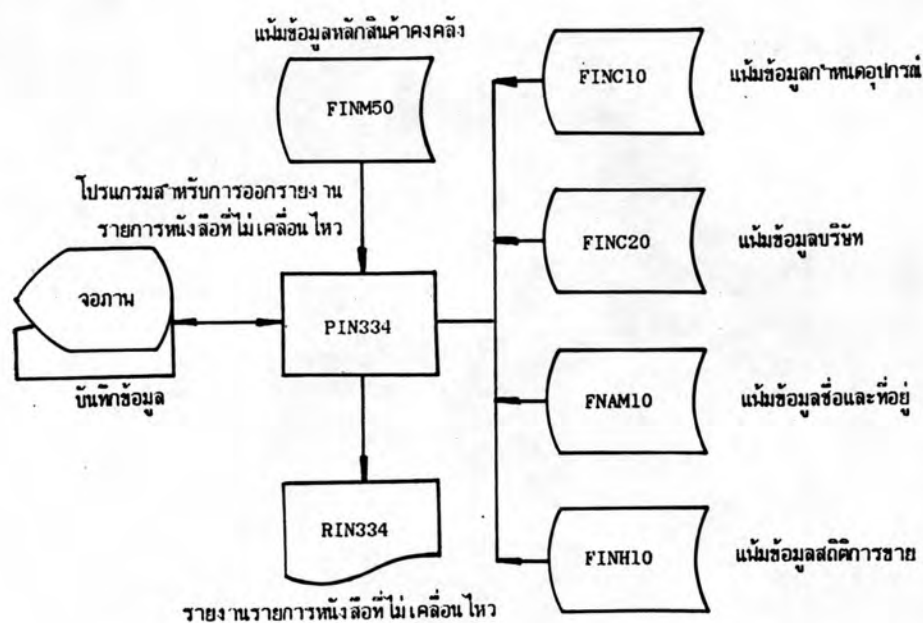 แฟ้มข้อมูลหลักสินค้าคงคลัง
FINM50
FINC10
แฟ้มข้อมูลกำหนดอุปกรณ์
โปรแกรมสำหรับการออกรายงาน
รายการหนังสือที่ไม่เคลื่อนไหว
FINC20
แฟ้มข้อมูลบริษัท
จอภาพ
PIN334
บันทึกข้อมูล
FNAM10
แฟ้มข้อมูลชื่อและที่อยู่
RIN334
FINH10
แฟ้มข้อมูลสถิติการขาย
รายงานรายการหนังสือที่ไม่เคลื่อนไหว